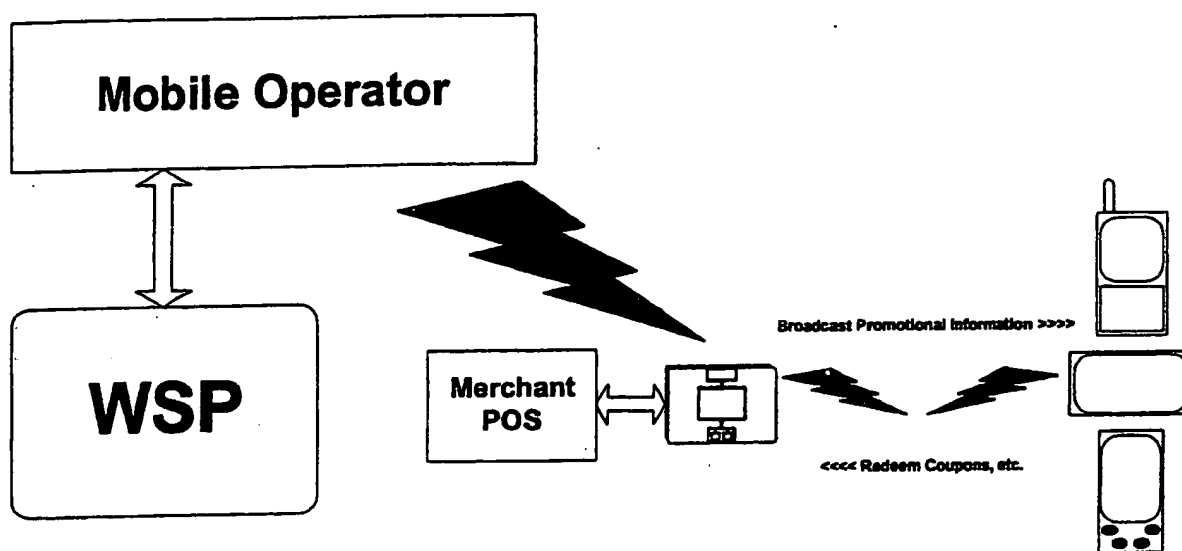 Mobile Operator
WSP
Merchant
POS
Broadcast Promotional Information >>>>
<<<< Radeem Coupons, etc.